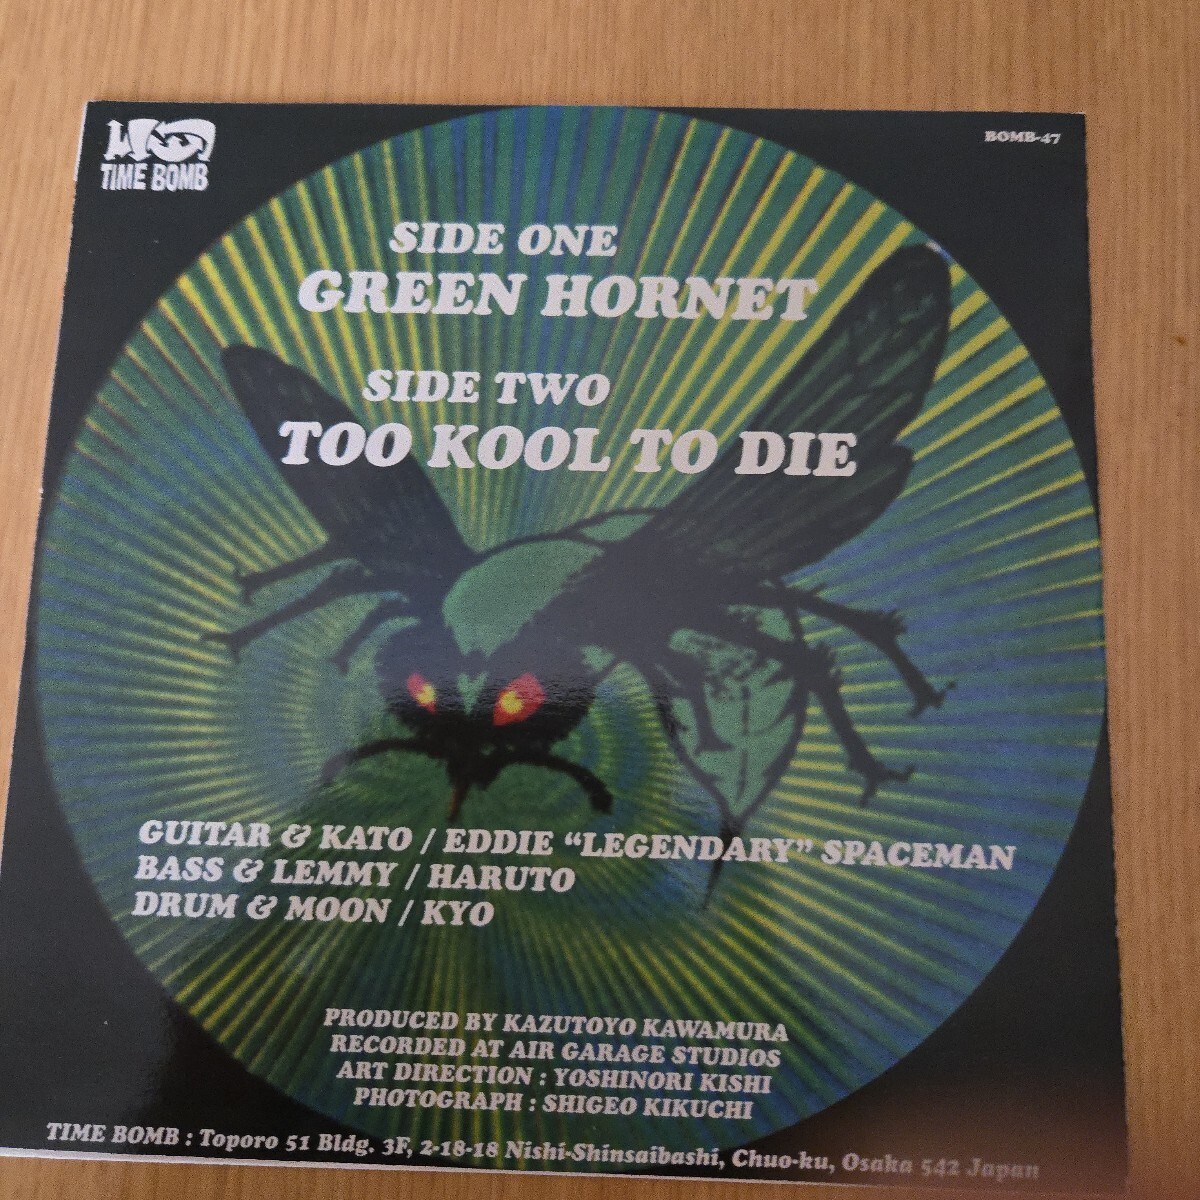 TIME BOMB
BOMB-47
SIDE ONE
GREEN HORNET
SIDE TWO
TOO KOOL TO DIE
GUITAR & KATO / EDDIE “LEGENDARY” SPACEMAN
BASS & LEMMY / HARUTO
DRUM & MOON / KYO
PRODUCED BY KAZUTOYO KAWAMURA
RECORDED AT AIR GARAGE STUDIOS
ART DIRECTION : YOSHINORI KISHI
PHOTOGRAPH : SHIGEO KIKUCHI
TIME BOMB : Toporo 51 Bldg. 3F, 2-18-18 Nishi-Shinsaibashi, Chuo-ku, Osaka 542 Japan